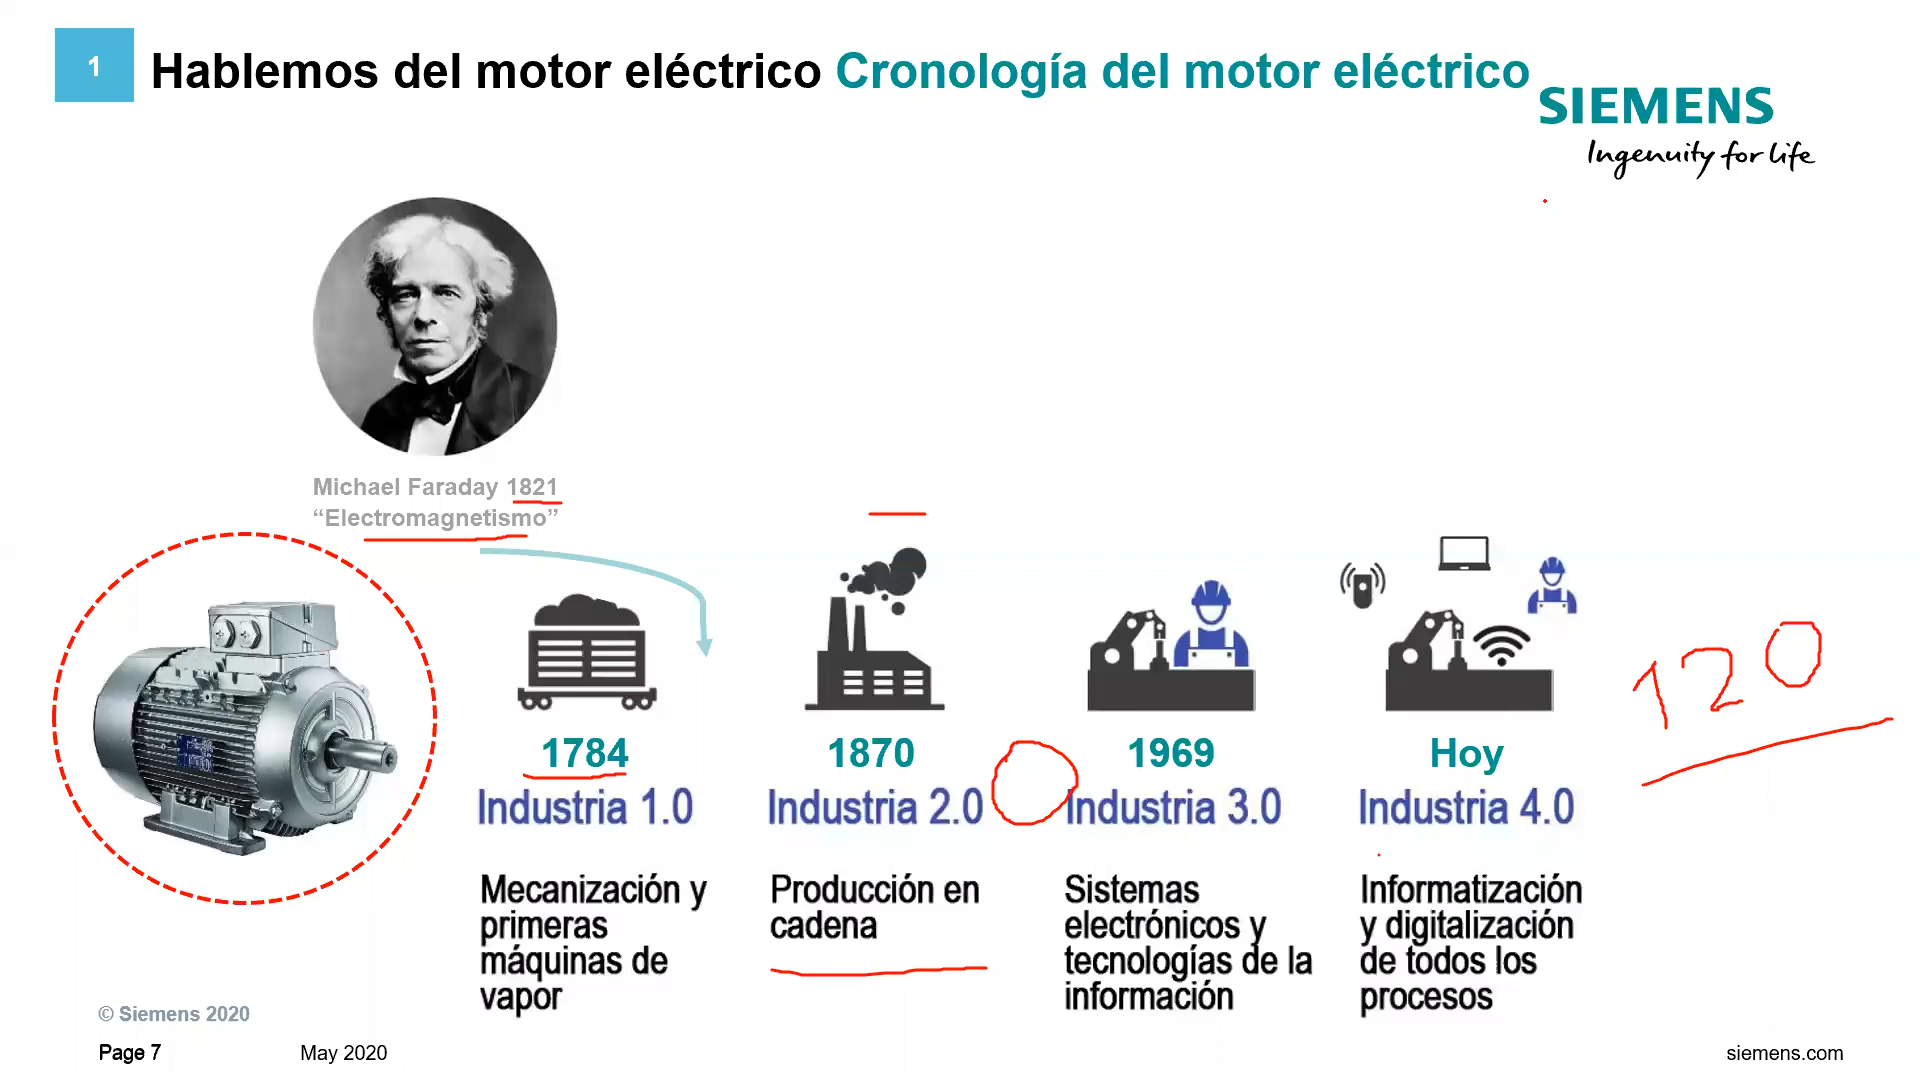 1
Hablemos del motor eléctrico Cronología del motor eléctrico
SIEMENS
Ingenuity for life
Michael Faraday 1821
“Electromagnetismo”
1784
Industria 1.0
Mecanización y
primeras
máquinas de
vapor
1870
Industria 2.0
Producción en
cadena
1969
Industria 3.0
Sistemas
electrónicos y
tecnologías de la
información
Hoy
Industria 4.0
Informatización
y digitalización
de todos los
procesos
120
© Siemens 2020
Page 7
May 2020
siemens.com